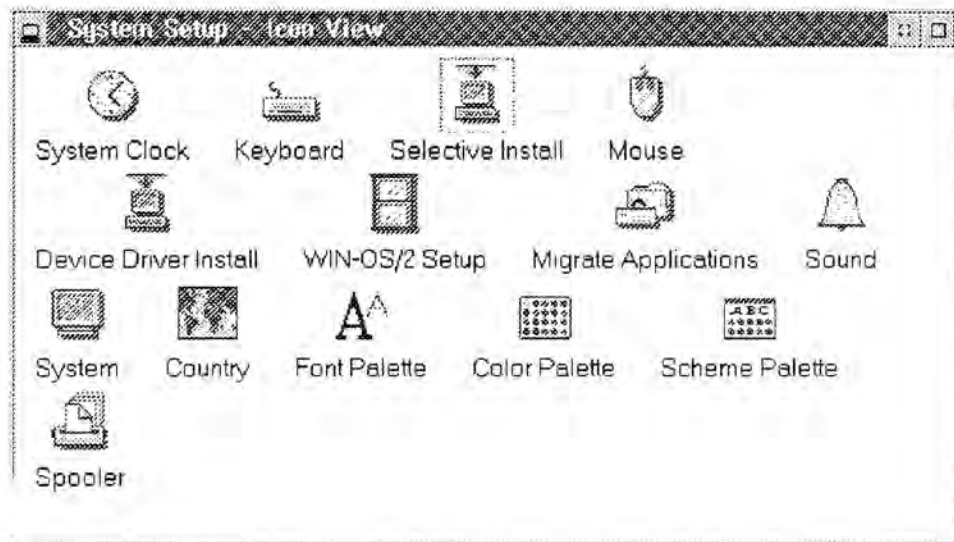 System Setup - Icon View
System Clock Keyboard Selective Install Mouse
Device Driver Install WIN-OS/2 Setup Migrate Applications Sound
ABC
System Country Font Palette Color Palette Scheme Palette
Spooler